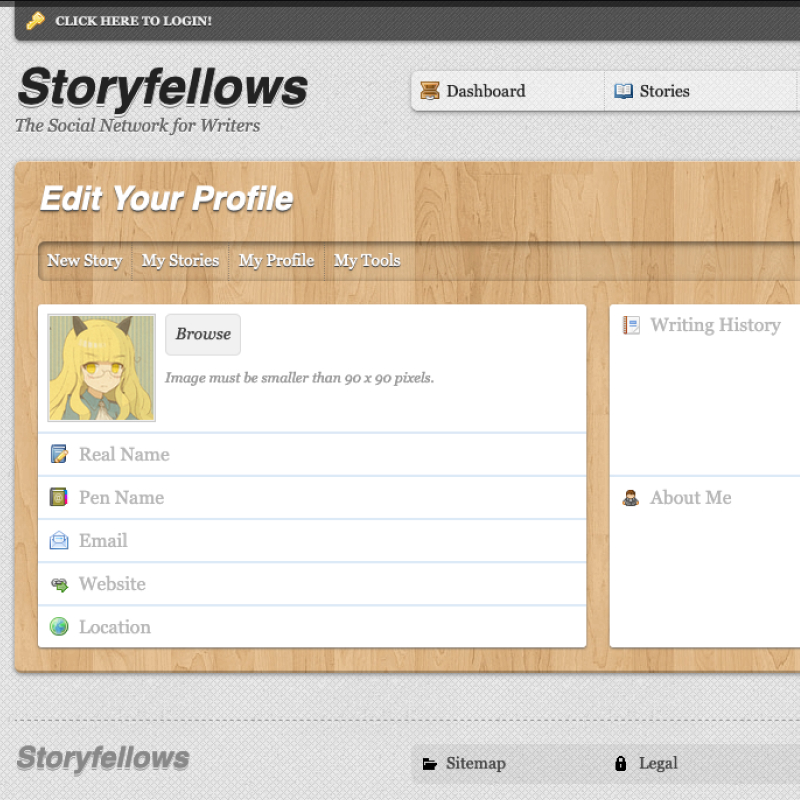 CLICK HERE TO LOGIN!
Storyfellows
The Social Network for Writers
Dashboard
Stories
Edit Your Profile
New Story
My Stories
My Profile
My Tools
Browse
Image must be smaller than 90 x 90 pixels.
Real Name
Pen Name
Email
Website
Location
Writing History
About Me
Storyfellows
Sitemap
Legal